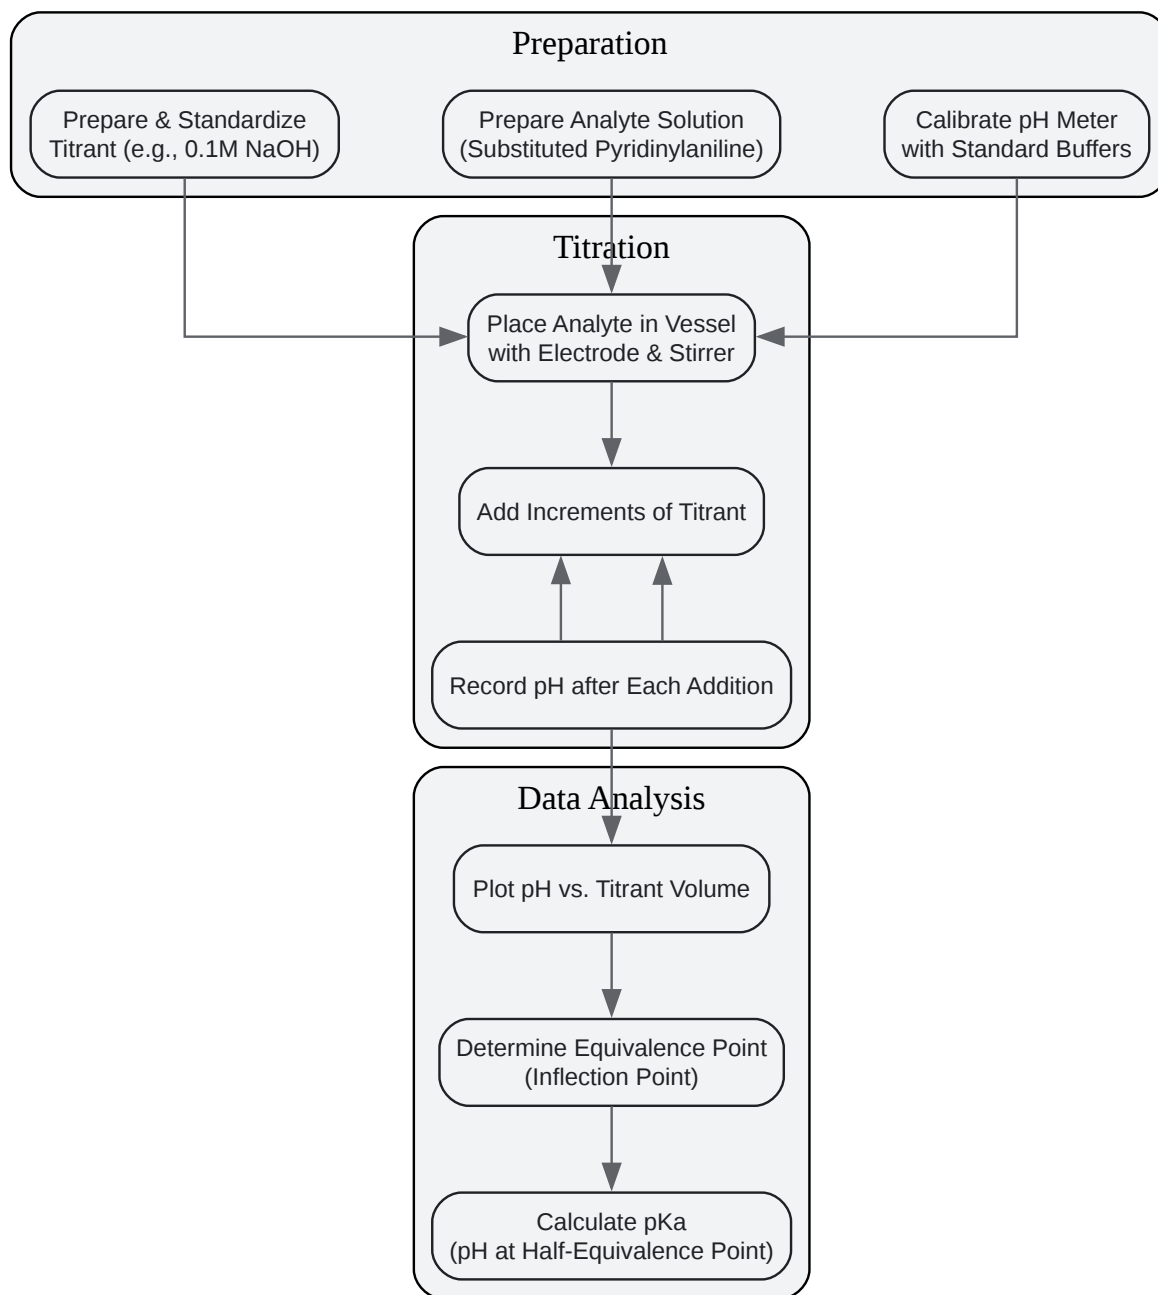 Preparation
Prepare & Standardize
Titrant (e.g., 0.1M NaOH)
Prepare Analyte Solution
(Substituted Pyridinylaniline)
Calibrate pH Meter
with Standard Buffers
Titration
Place Analyte in Vessel
with Electrode & Stirrer
Add Increments of Titrant
Record pH after Each Addition
Data Analysis
Plot pH vs. Titrant Volume
Determine Equivalence Point
(Inflection Point)
Calculate pKa
(pH at Half-Equivalence Point)